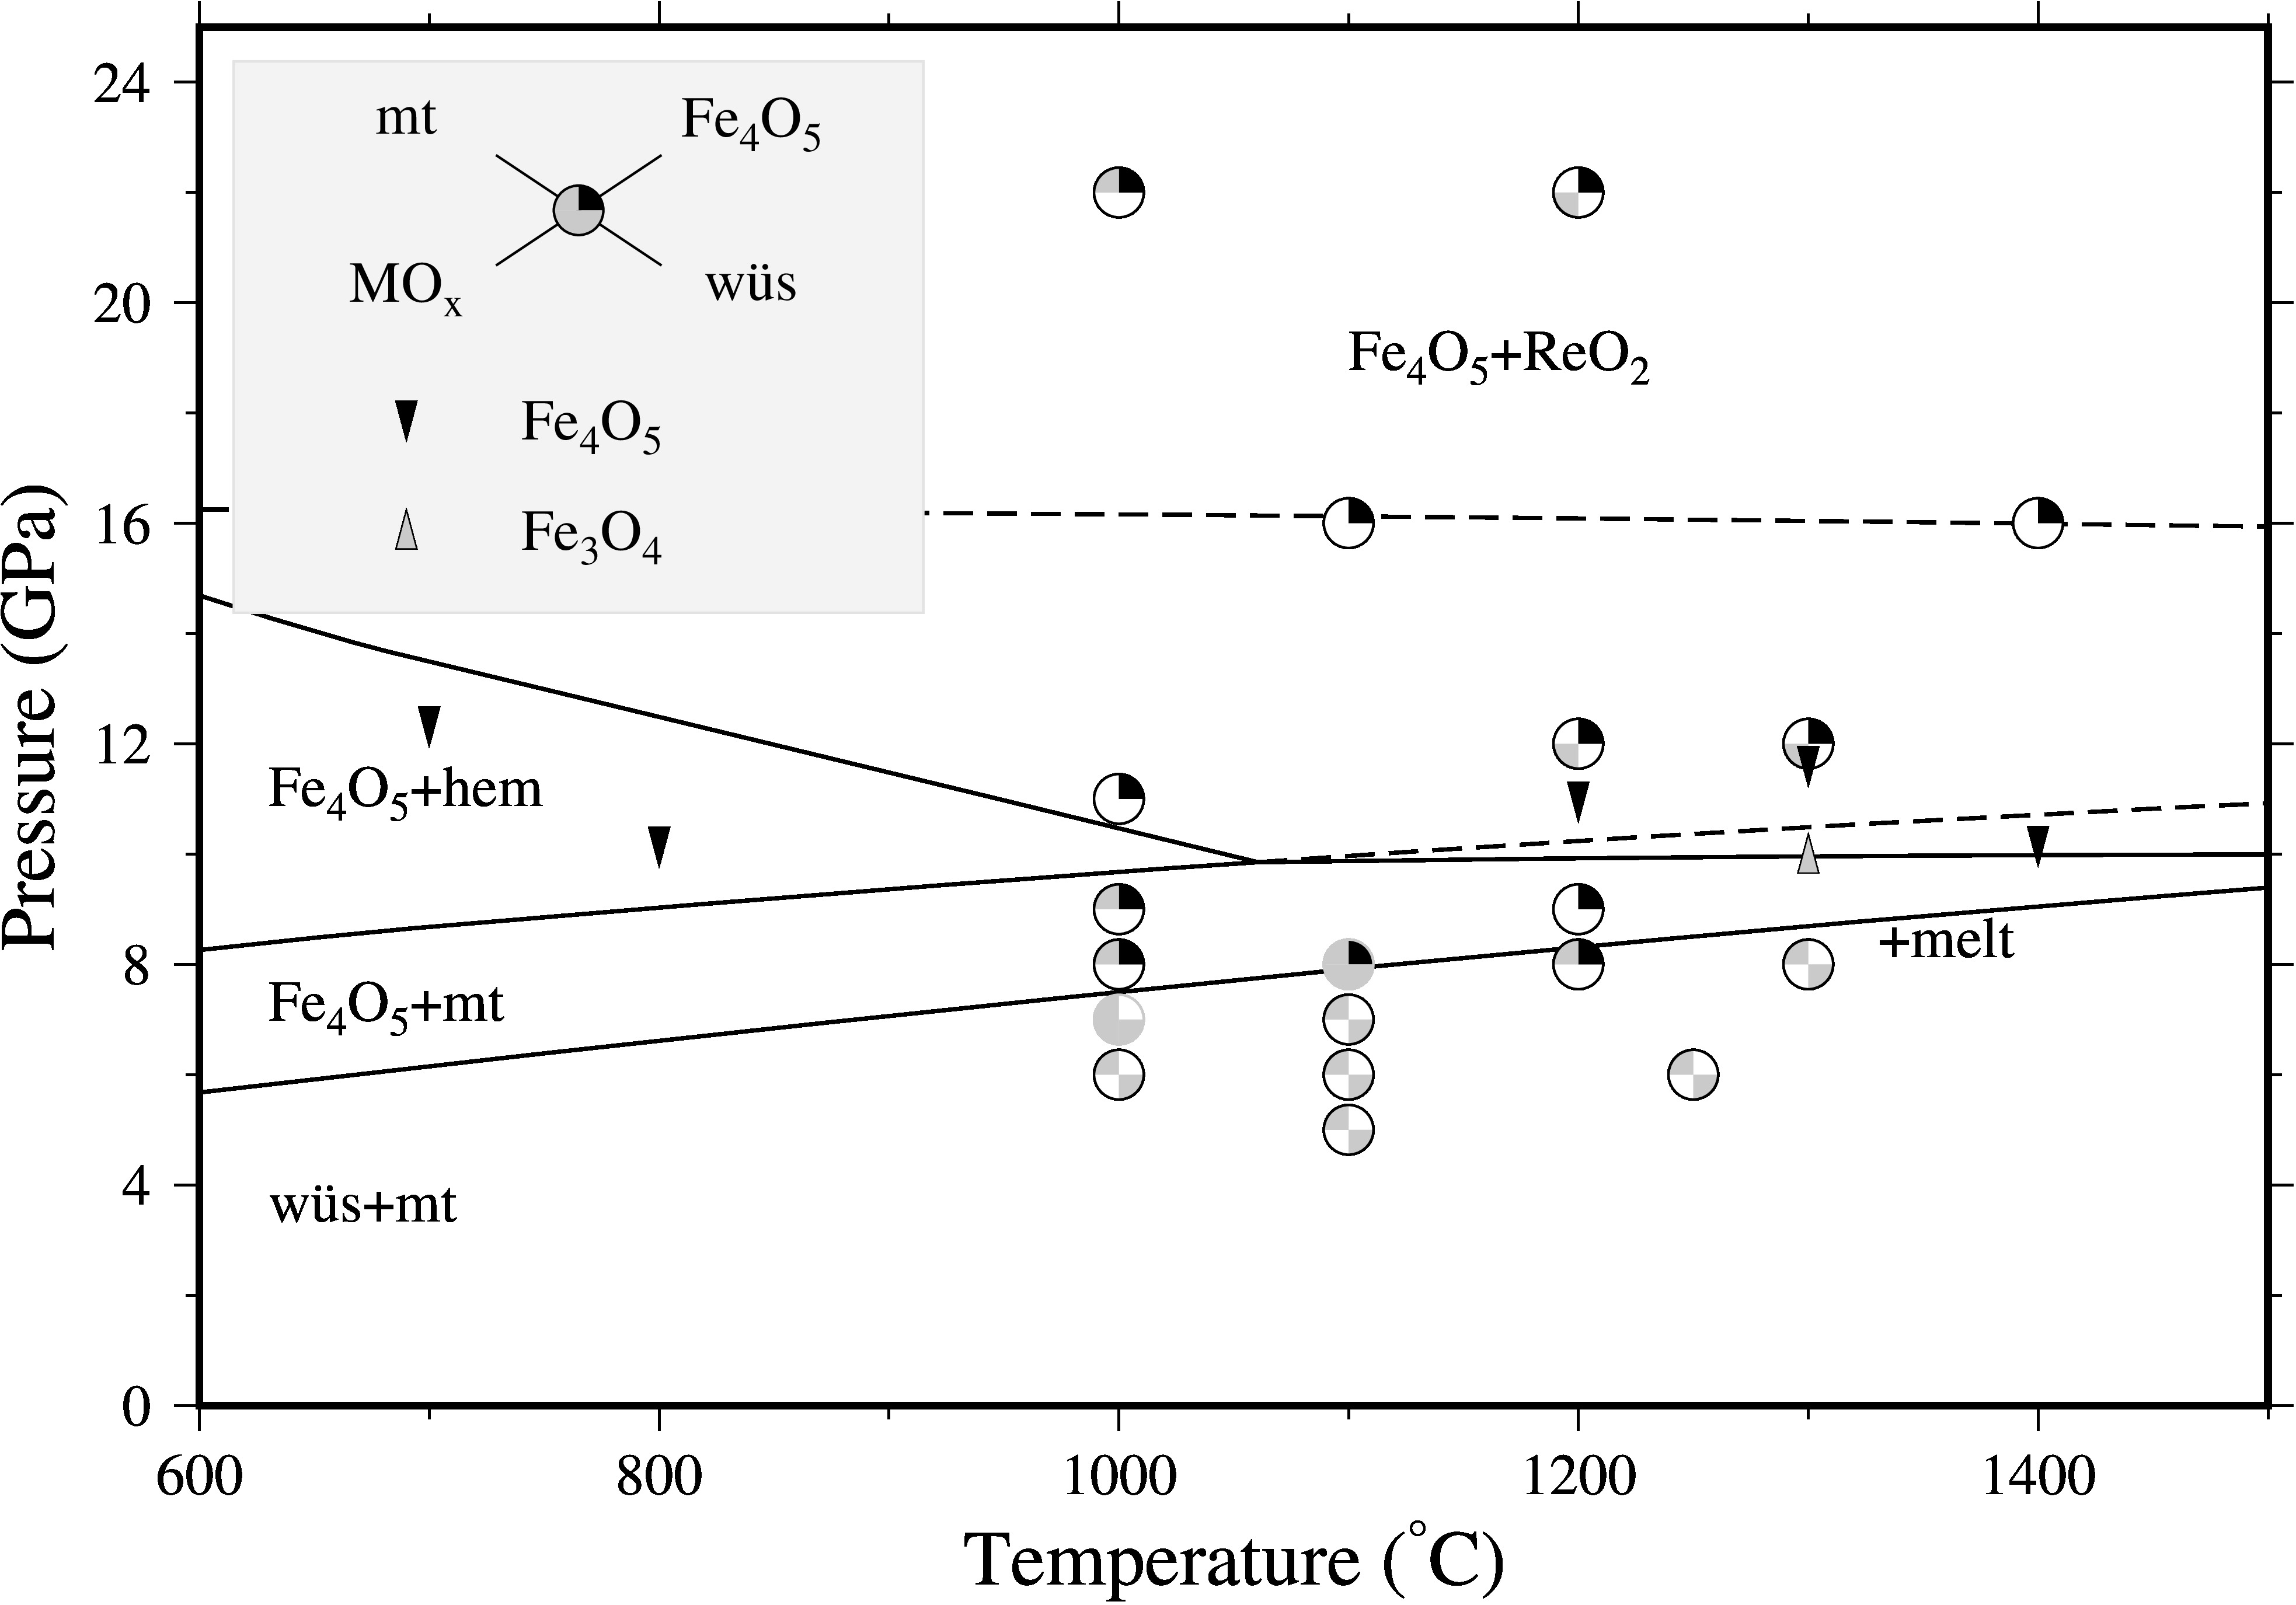 24
20
16
12
8
4
0
Pressure (GPa)
mt Fe₄O₅
MOₓ wüs
Fe₄O₅
Fe₃O₄
Fe₄O₅+ReO₂
Fe₄O₅+hem
+melt
Fe₄O₅+mt
wüs+mt
600 800 1000 1200 1400
Temperature (°C)